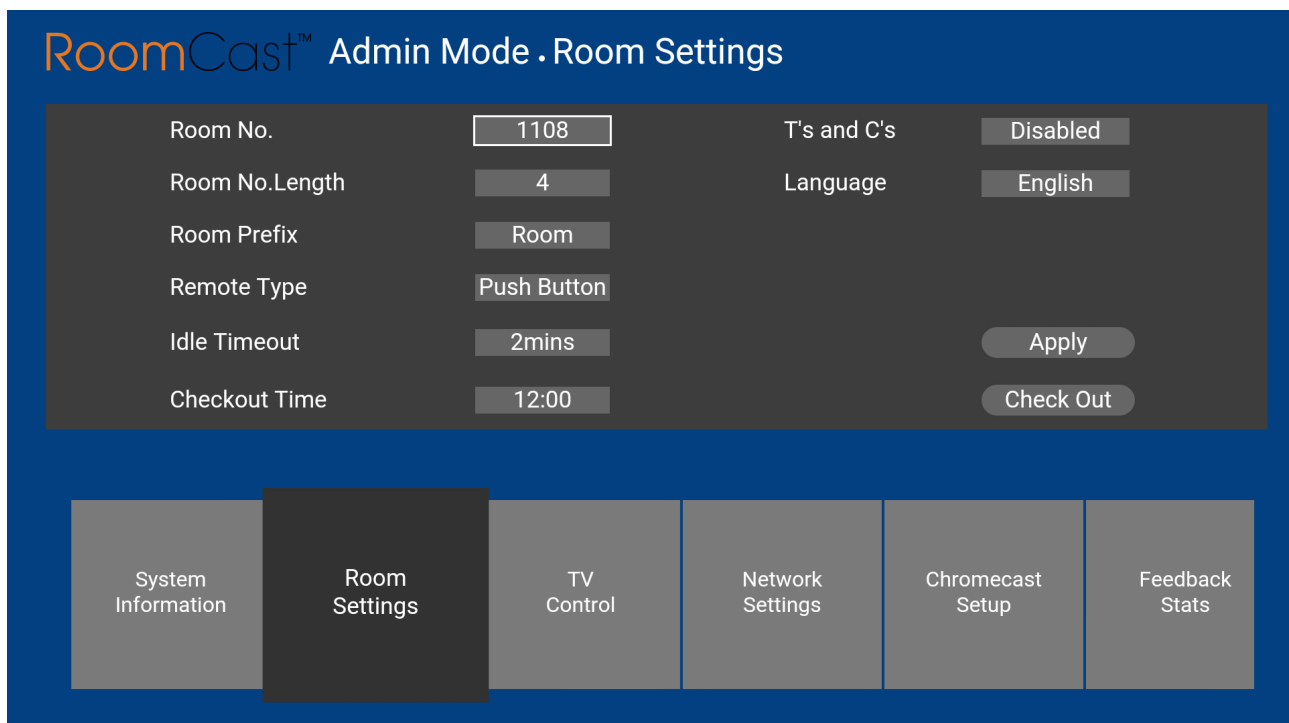 RoomCast™ Admin Mode • Room Settings
Room No. 1108 T's and C's Disabled
Room No.Length 4 Language English
Room Prefix Room
Remote Type Push Button
Idle Timeout 2mins Apply
Checkout Time 12:00 Check Out
System
Information
Room
Settings
TV
Control
Network
Settings
Chromecast
Setup
Feedback
Stats